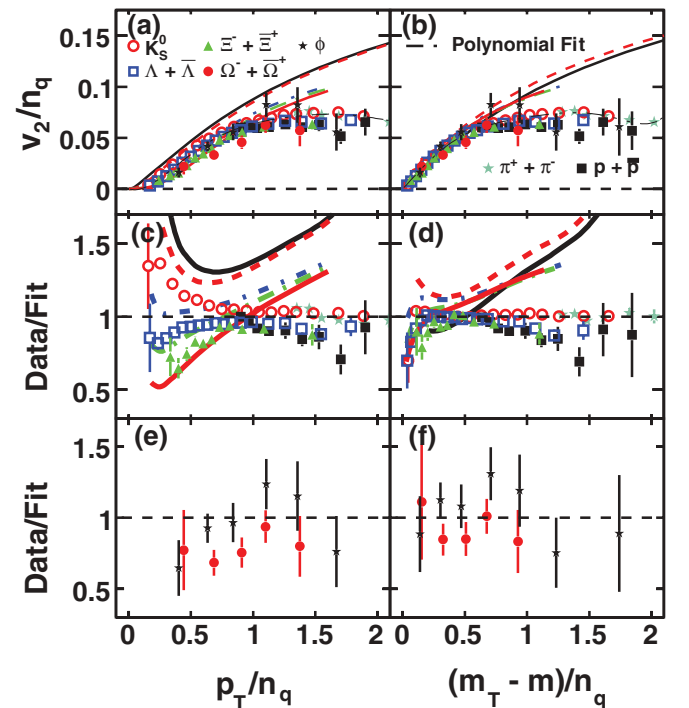 (a) (b)
0.15
K⁰_S Ξ⁻ + Ξ̅⁺ ϕ Polynomial Fit
Λ + Λ̅ Ω⁻ + Ω̅⁺
v₂/n_q
0.1
0.05
π⁺ + π⁻ p + p̅
0
(c) (d)
1.5
Data/Fit
1
0.5
(e) (f)
1.5
Data/Fit
1
0.5
0 0.5 1 1.5 2 0 0.5 1 1.5 2
p_T/n_q (m_T - m)/n_q